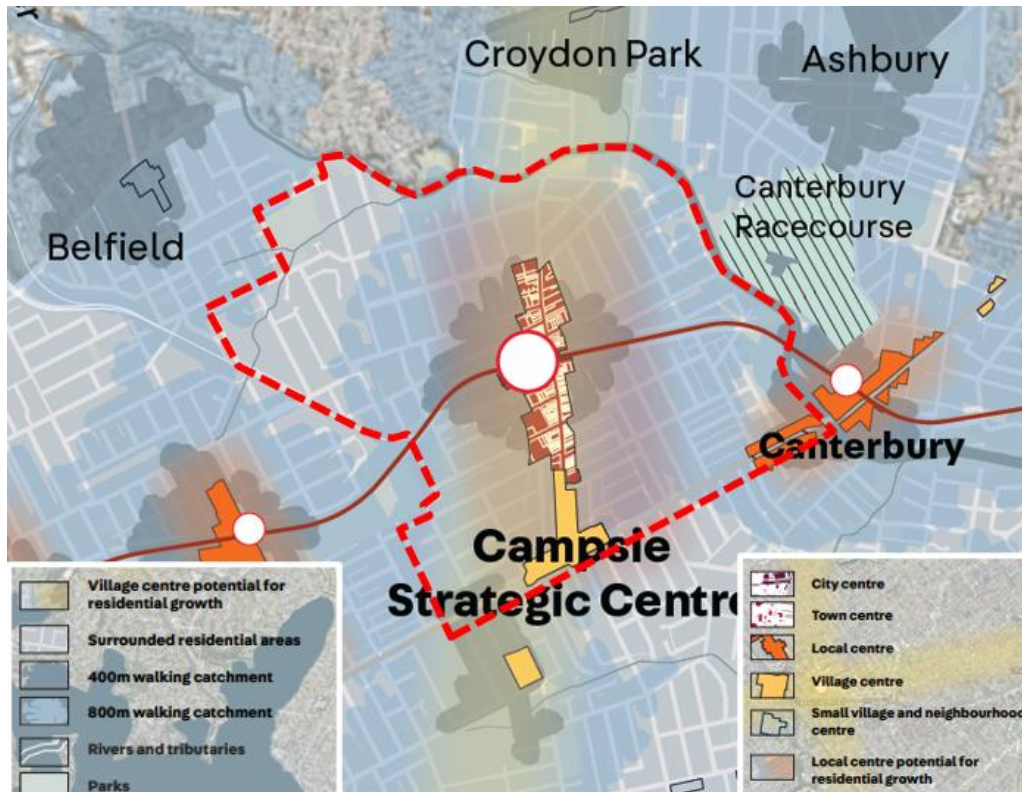 Croydon Park
Ashbury
Canterbury
Racecourse
Belfield
Canterbury
Campsie
Strategic Centre
Village centre potential for
residential growth
Surrounded residential areas
400m walking catchment
800m walking catchment
Rivers and tributaries
Parks
City centre
Town centre
Local centre
Village centre
Small village and neighbourhood
centre
Local centre potential for
residential growth